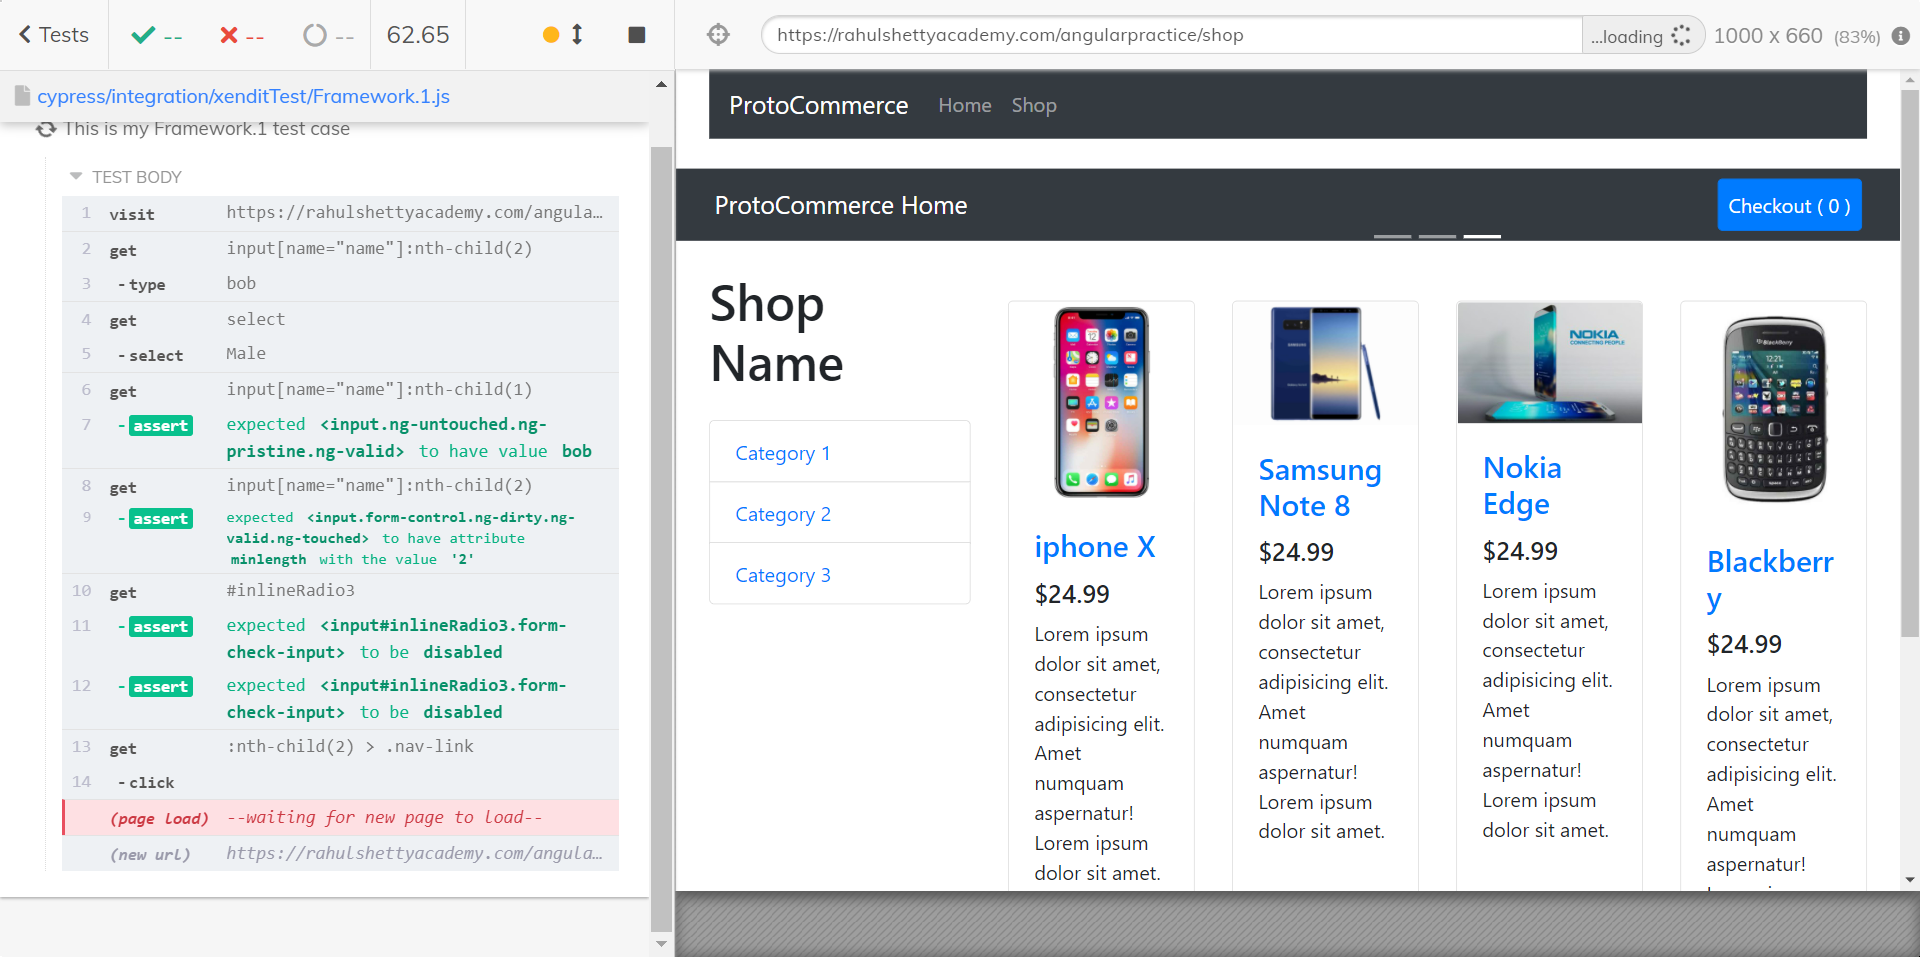 Tests
--
--
--
62.65
cypress/integration/xenditTest/Framework.1.js
This is my Framework.1 test case
TEST BODY
1 visit https://rahulshettyacademy.com/angula...
2 get input[name="name"]:nth-child(2)
3 -type bob
4 get select
5 -select Male
6 get input[name="name"]:nth-child(1)
7 -assert expected <input.ng-untouched.ng-
pristine.ng-valid> to have value bob
8 get input[name="name"]:nth-child(2)
9 -assert expected <input.form-control.ng-dirty.ng-
valid.ng-touched> to have attribute
minlength with the value '2'
10 get #inlineRadio3
11 -assert expected <input#inlineRadio3.form-
check-input> to be disabled
12 -assert expected <input#inlineRadio3.form-
check-input> to be disabled
13 get :nth-child(2) > .nav-link
14 -click
(page load) --waiting for new page to load--
(new url) https://rahulshettyacademy.com/angula...
https://rahulshettyacademy.com/angularpractice/shop
...loading
1000 x 660 (83%)
ProtoCommerce Home Shop
ProtoCommerce Home
Checkout ( 0 )
Shop
Name
Category 1
Category 2
Category 3
iphone X
$24.99
Lorem ipsum
dolor sit amet,
consectetur
adipisicing elit.
Amet
numquam
aspernatur!
Lorem ipsum
dolor sit amet.
SAMSUNG
Samsung
Note 8
$24.99
Lorem ipsum
dolor sit amet,
consectetur
adipisicing elit.
Amet
numquam
aspernatur!
Lorem ipsum
dolor sit amet.
NOKIA
CONNECTING PEOPLE
Nokia
Edge
$24.99
Lorem ipsum
dolor sit amet,
consectetur
adipisicing elit.
Amet
numquam
aspernatur!
Lorem ipsum
dolor sit amet.
BlackBerry
Blackberr
y
$24.99
Lorem ipsum
dolor sit amet,
consectetur
adipisicing elit.
Amet
numquam
aspernatur!